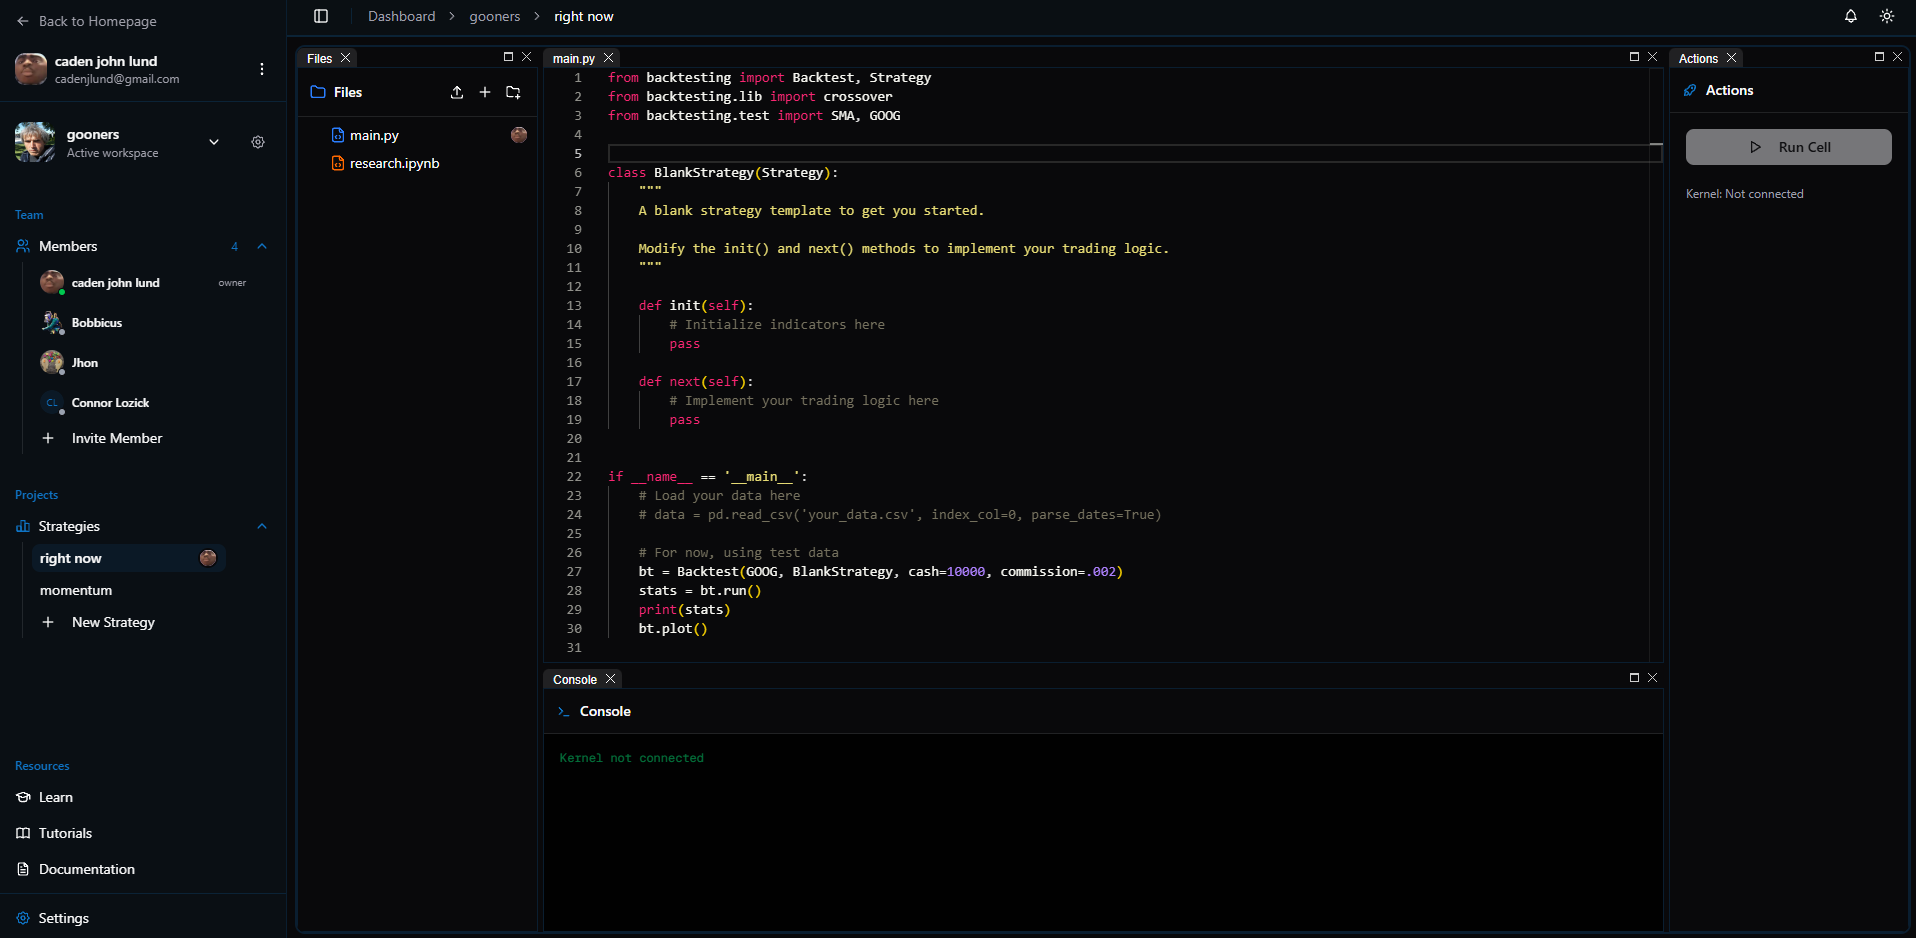 Back to Homepage
caden john lund
cadenjlund@gmail.com
gooners
Active workspace
Team
Members 4
caden john lund owner
Bobbicus
Jhon
CL Connor Lozick
Invite Member
Projects
Strategies
right now
momentum
New Strategy
Resources
Learn
Tutorials
Documentation
Settings
Dashboard > gooners > right now
Files
Files
main.py
research.ipynb
main.py
1 from backtesting import Backtest, Strategy
2 from backtesting.lib import crossover
3 from backtesting.test import SMA, GOOG
4
5
6 class BlankStrategy(Strategy):
7     """
8     A blank strategy template to get you started.
9
10     Modify the init() and next() methods to implement your trading logic.
11     """
12
13     def init(self):
14         # Initialize indicators here
15         pass
16
17     def next(self):
18         # Implement your trading logic here
19         pass
20
21
22 if __name__ == '__main__':
23     # Load your data here
24     # data = pd.read_csv('your_data.csv', index_col=0, parse_dates=True)
25
26     # For now, using test data
27     bt = Backtest(GOOG, BlankStrategy, cash=10000, commission=.002)
28     stats = bt.run()
29     print(stats)
30     bt.plot()
31
Console
>_ Console
Kernel not connected
Actions
Actions
Run Cell
Kernel: Not connected